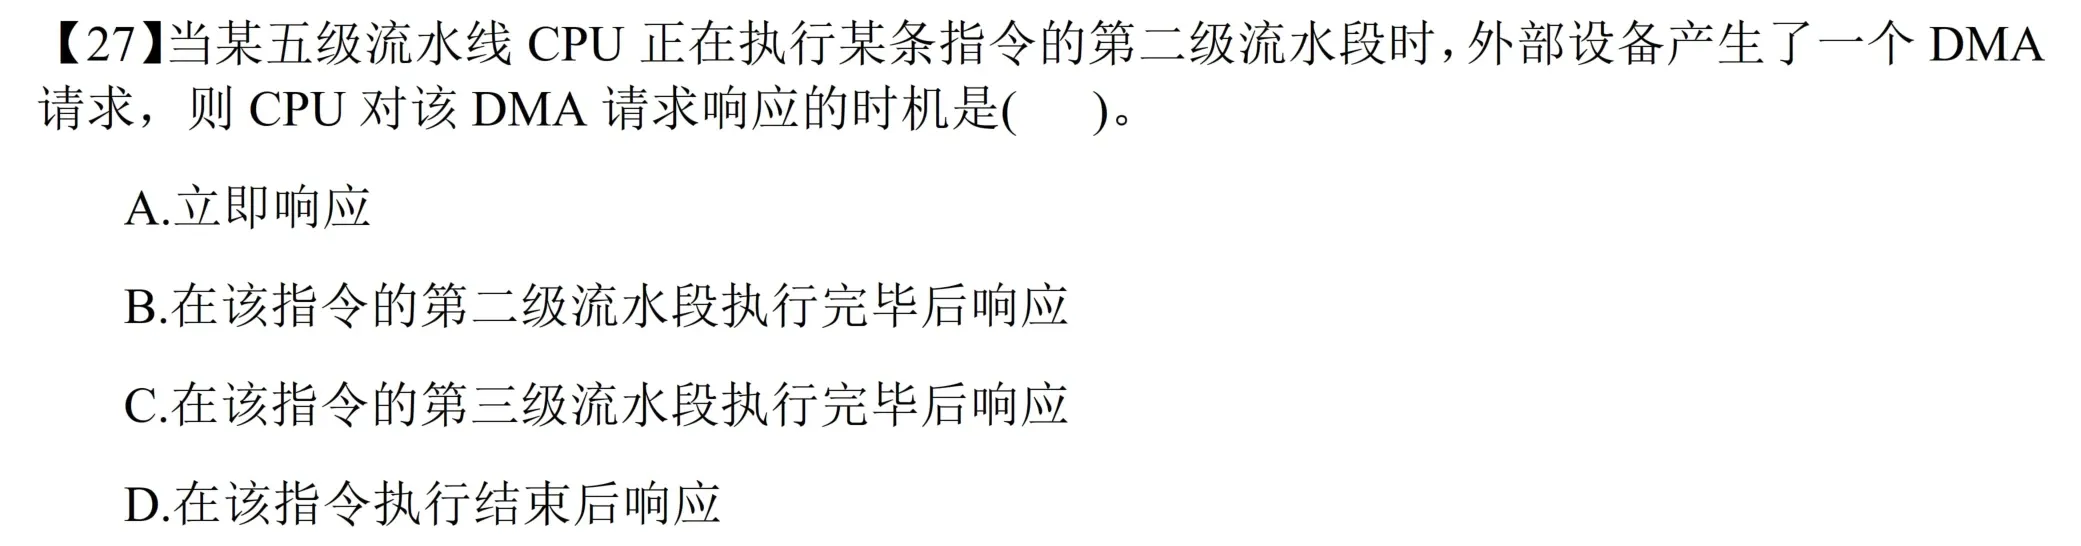 【27】当某五级流水线 CPU 正在执行某条指令的第二级流水段时，外部设备产生了一个 DMA
请求，则 CPU 对该 DMA 请求响应的时机是(    )。
A.立即响应
B.在该指令的第二级流水段执行完毕后响应
C.在该指令的第三级流水段执行完毕后响应
D.在该指令执行结束后响应